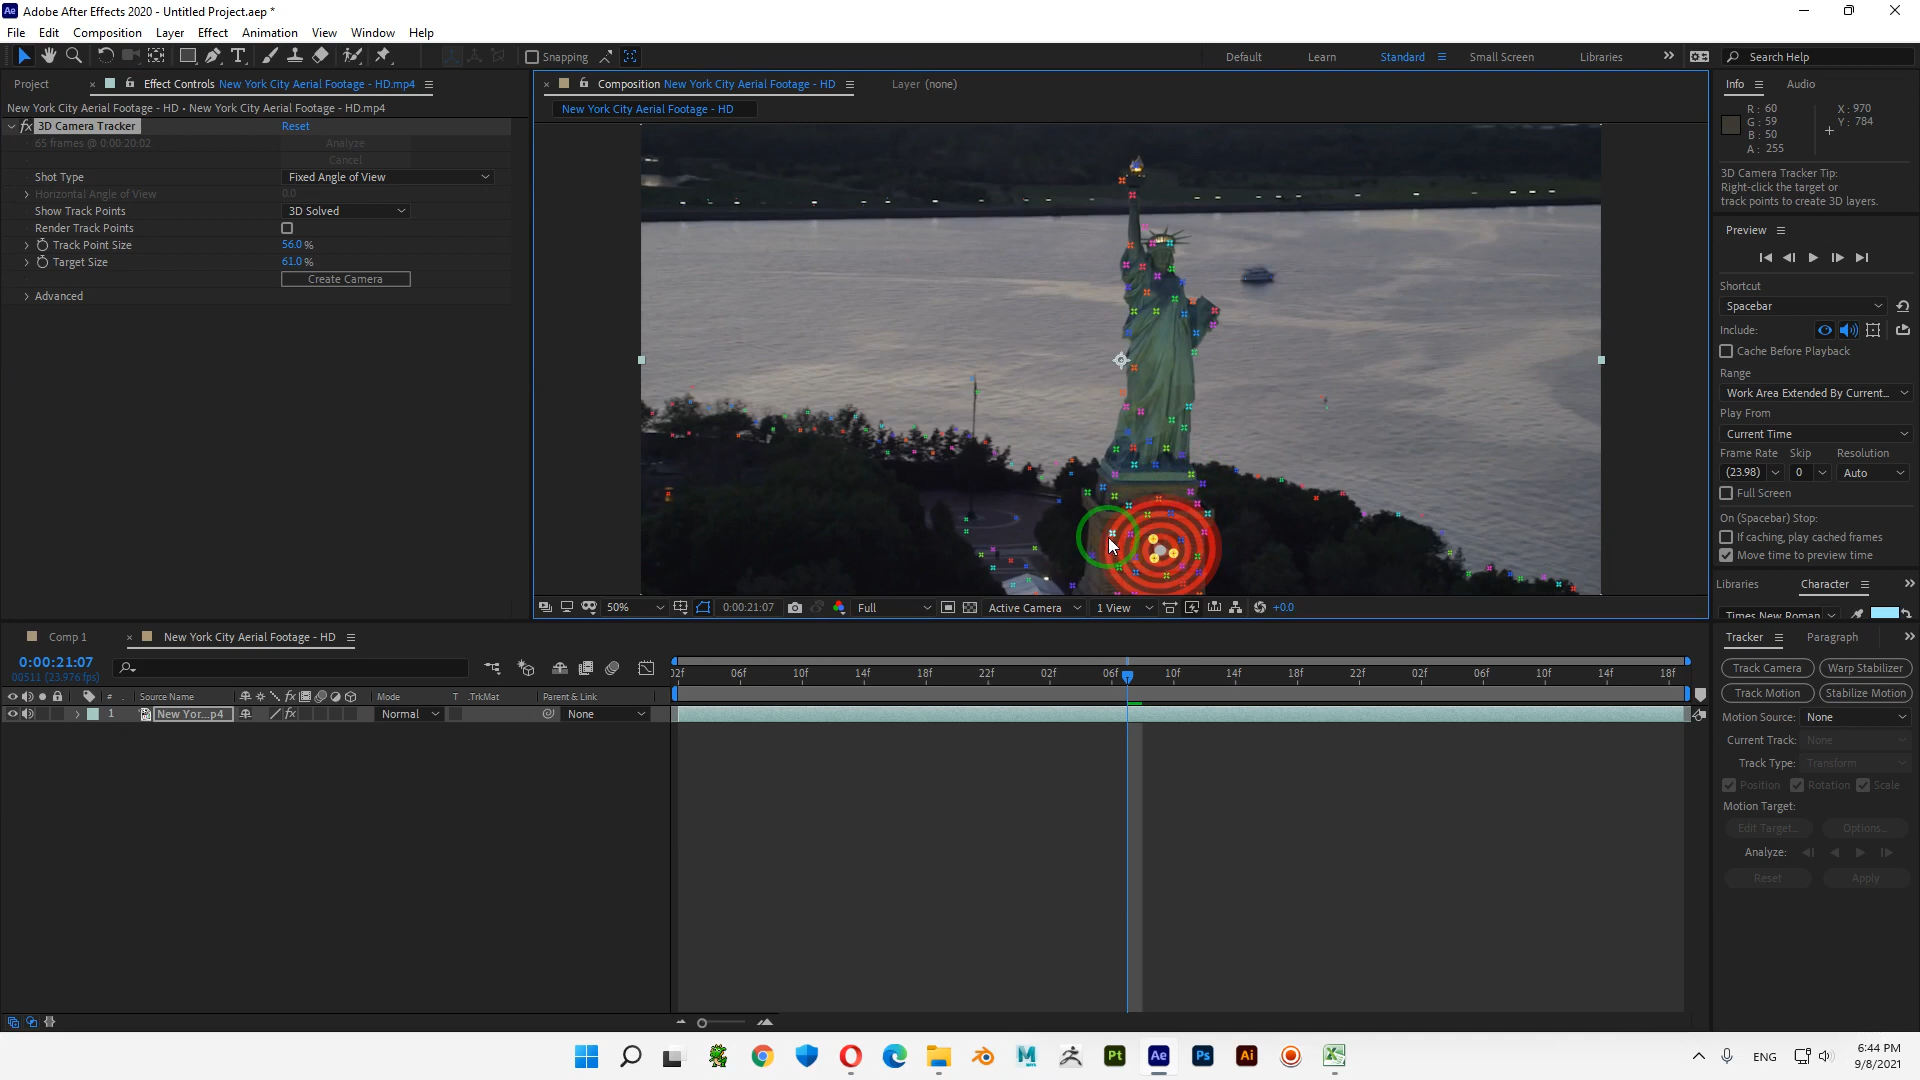 Adobe After Effects 2020 - Untitled Project.aep *
File Edit Composition Layer Effect Animation View Window Help
Snapping
Default Learn Standard Small Screen Libraries Search Help
Project
Effect Controls New York City Aerial Footage - HD.mp4
New York City Aerial Footage - HD • New York City Aerial Footage - HD.mp4
fx 3D Camera Tracker Reset
65 frames @ 0:00:20:02 Analyze
Cancel
Shot Type Fixed Angle of View
Horizontal Angle of View 0.0
Show Track Points 3D Solved
Render Track Points
Track Point Size 56.0 %
Target Size 61.0 %
Create Camera
Advanced
Composition New York City Aerial Footage - HD
Layer (none)
New York City Aerial Footage - HD
50% 0:00:21:07 Full Active Camera 1 View +0.0
Info Audio
R: 60
G: 59
B: 50
A: 255
X: 970
Y: 784
3D Camera Tracker Tip:
Right-click the target or
track points to create 3D layers.
Preview
Shortcut
Spacebar
Include:
Cache Before Playback
Range
Work Area Extended By Current...
Play From
Current Time
Frame Rate Skip Resolution
(23.98) 0 Auto
Full Screen
On (Spacebar) Stop:
If caching, play cached frames
Move time to preview time
Libraries Character
Times New Roman
Tracker Paragraph
Track Camera Warp Stabilizer
Track Motion Stabilize Motion
Motion Source: None
Current Track: None
Track Type: Transform
Position Rotation Scale
Motion Target:
Edit Target... Options...
Analyze:
Reset Apply
Comp 1
New York City Aerial Footage - HD
0:00:21:07
00511 (23.976 fps)
02f 06f 10f 14f 18f 22f 02f 06f 10f 14f 18f 22f 02f 06f 10f 14f 18f
# . Source Name Mode T .TrkMat Parent & Link
1 New Yor...p4 fx Normal None
Pt Ae Ps Ai
ENG
6:44 PM
9/8/2021